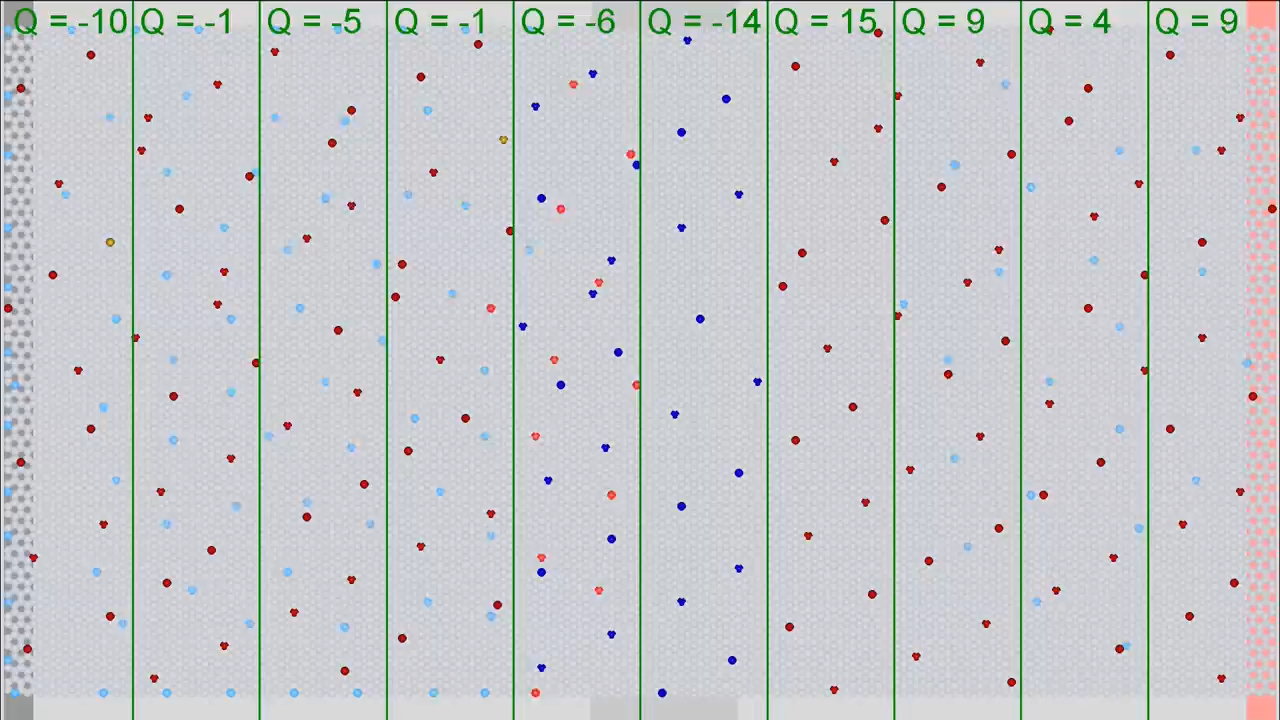 Q = -10 Q = -1 Q = -5 Q = -1 Q = -6 Q = -14 Q = 15 Q = 9 Q = 4 Q = 9